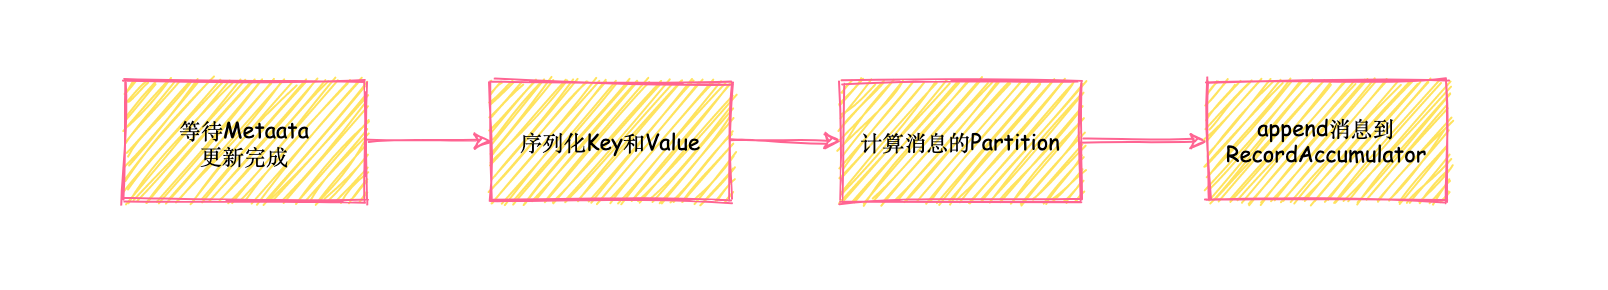 等待Metaata
更新完成
序列化Key和Value
计算消息的Partition
append消息到
RecordAccumulator